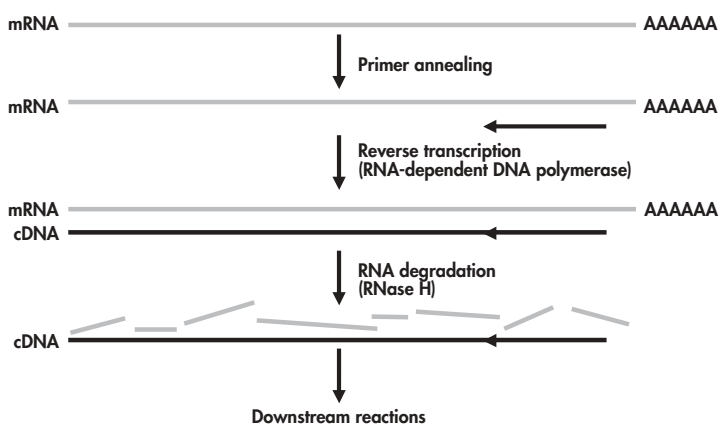 mRNA AAAAAA
Primer annealing
mRNA AAAAAA
Reverse transcription
(RNA-dependent DNA polymerase)
mRNA AAAAAA
cDNA
RNA degradation
(RNase H)
cDNA
Downstream reactions